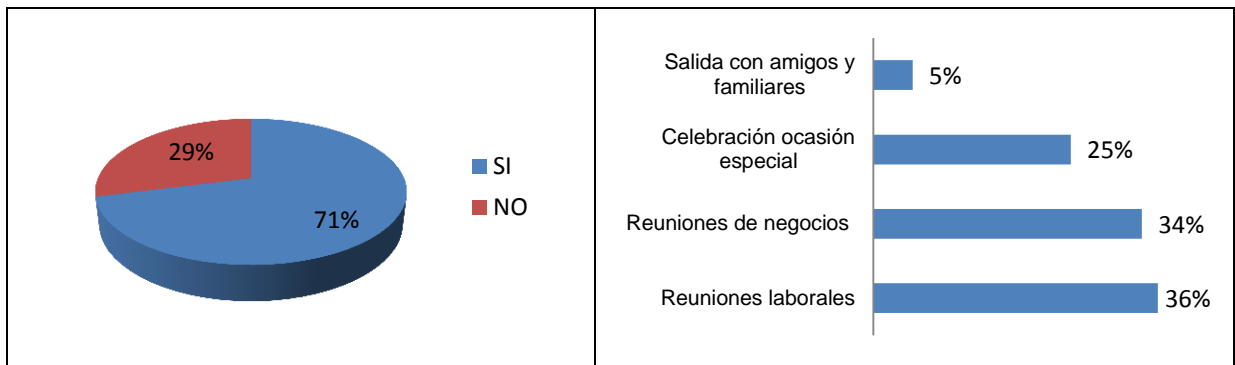 29%
71%
SI
NO
Salida con amigos y
familiares
5%
Celebración ocasión
especial
25%
Reuniones de negocios
34%
Reuniones laborales
36%